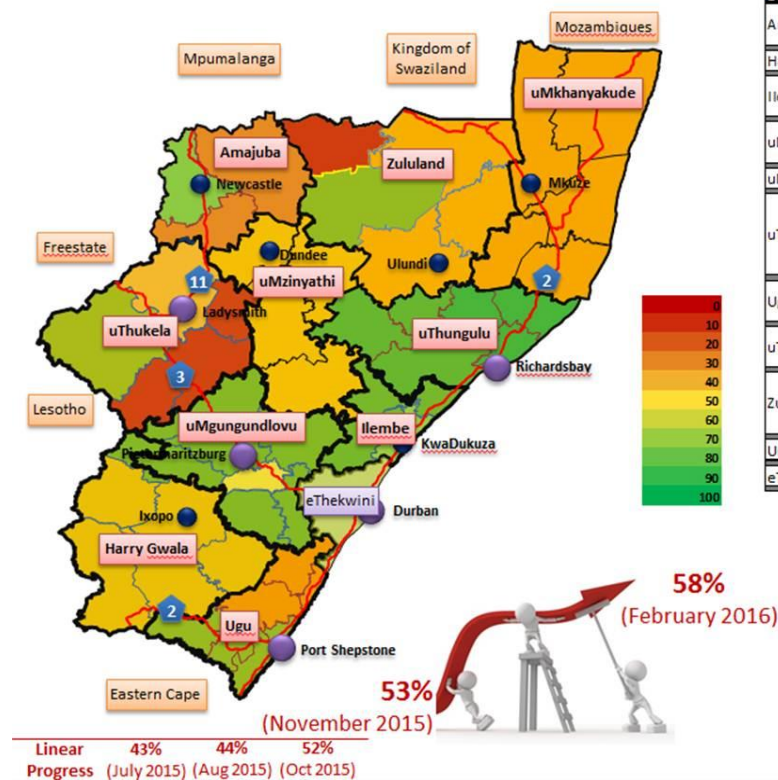 Mozambiques
Mpumalanga
Kingdom of
Swaziland
uMkhanyakude
Amajuba
Zululand
Newcastle
Mkuze
Freestate
Dundee
Ulundi
uMzinyathi
11
2
Ladysmith
uThukela
uThungulu
3
Richardsbay
Lesotho
uMgungundlovu
Ilembe
KwaDukuza
Pietermaritzburg
eThekwini
Durban
Ixopo
Harry Gwala
2
Ugu
Port Shepstone
Eastern Cape
0
10
20
30
40
50
60
70
80
90
100
58%
(February 2016)
53%
(November 2015)
Linear 43% 44% 52%
Progress (July 2015) (Aug 2015) (Oct 2015)